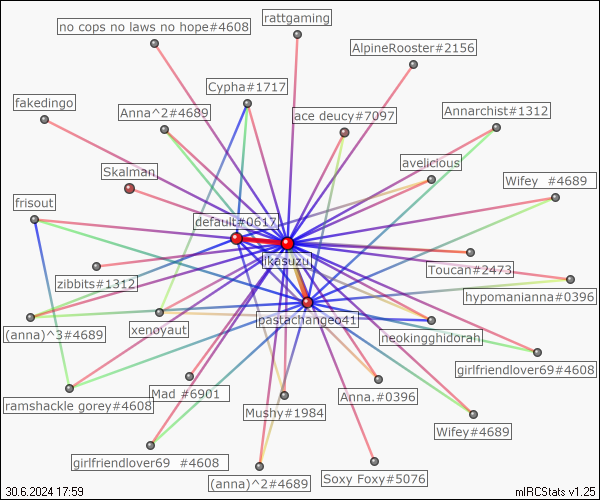 rattgaming
no cops no laws no hope#4608
AlpineRooster#2156
Cypha#1717
fakedingo
Anna^2#4689
ace deucy#7097
Annarchist#1312
avelicious
Skalman
Wifey #4689
frisout
default#0617
ikasuzu
Toucan#2473
zibbits#1312
hypomanianna#0396
pastachangeo41
(anna)^3#4689
xenoyaut
neokingghidorah
girlfriendlover69#4608
Mad #6901
Anna.#0396
ramshackle gorey#4608
Mushy#1984
Wifey#4689
girlfriendlover69 #4608
Soxy Foxy#5076
(anna)^2#4689
30.6.2024 17:59
mIRCStats v1.25